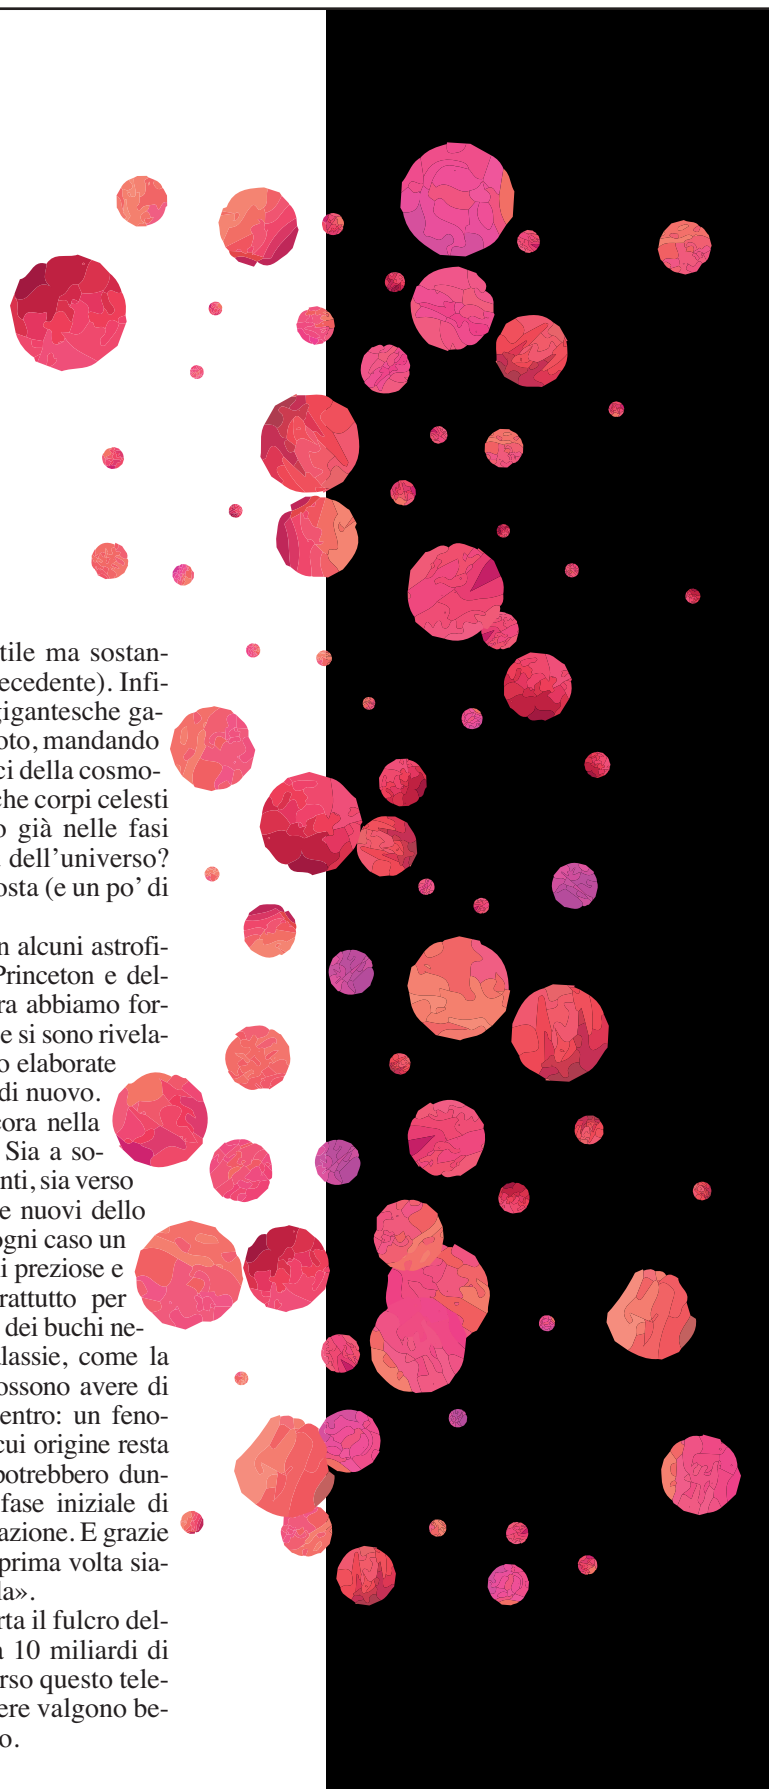 tile ma sostan-
ecedente). Infi-
gigantesche ga-
oto, mandando
ci della cosmo-
che corpi celesti
o già nelle fasi
dell'universo?
osta (e un po' di
n alcuni astrofi-
Princeton e del-
ra abbiamo for-
e si sono rivela-
o elaborate
di nuovo.
cora nella
Sia a so-
nti, sia verso
e nuovi dello
ogni caso un
i preziose e
rattutto per
dei buchi ne-
lassie, come la
ossono avere di
entro: un feno-
cui origine resta
potrebbero dun-
fase iniziale di
azione. E grazie
prima volta sia-
la».
rta il fulcro del-
a 10 miliardi di
rso questo tele-
ere valgono be-
o.